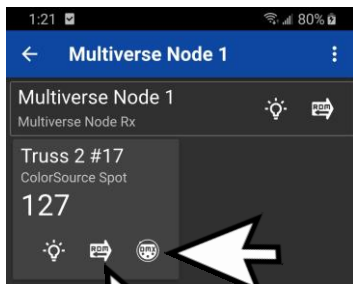 1:21 80%
Multiverse Node 1
Multiverse Node 1
Multiverse Node Rx
RDM
Truss 2 #17
ColorSource Spot
127
RDM
DMX